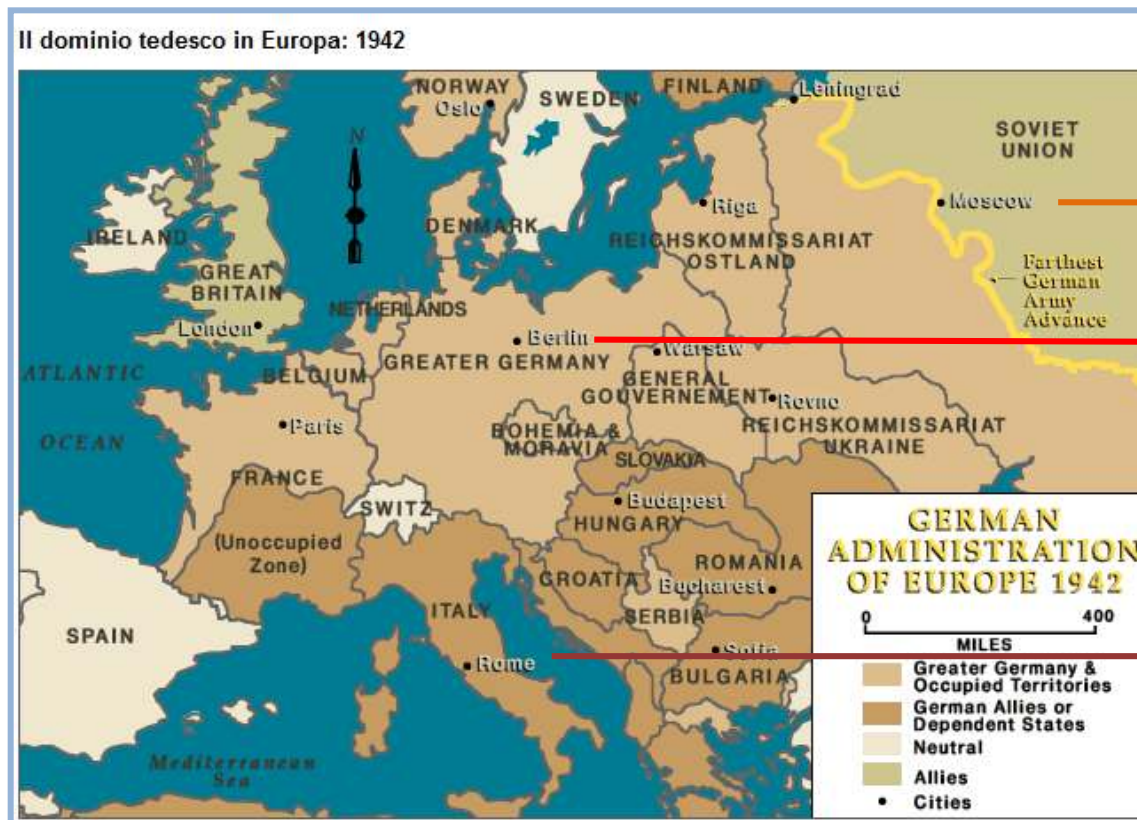 Il dominio tedesco in Europa: 1942
NORWAY
Oslo
SWEDEN
FINLAND
Leningrad
SOVIET
UNION
N
Moscow
Riga
IRELAND
DENMARK
REICHSKOMMISSARIAT
OSTLAND
GREAT
BRITAIN
Farthest
German
Army
Advance
NETHERLANDS
London
Berlin
Warsaw
GREATER GERMANY
ATLANTIC
OCEAN
BELGIUM
GENERAL
GOUVERNEMENT
Rovno
Paris
BOHEMIA &
MORAVIA
REICHSKOMMISSARIAT
UKRAINE
SLOVAKIA
FRANCE
SWITZ
Budapest
HUNGARY
(Unoccupied
Zone)
CROATIA
ROMANIA
Bucharest
ITALY
SERBIA
SPAIN
Rome
Sofia
BULGARIA
Mediterranean
Sea
GERMAN
ADMINISTRATION
OF EUROPE 1942
0 400
MILES
Greater Germany &
Occupied Territories
German Allies or
Dependent States
Neutral
Allies
Cities